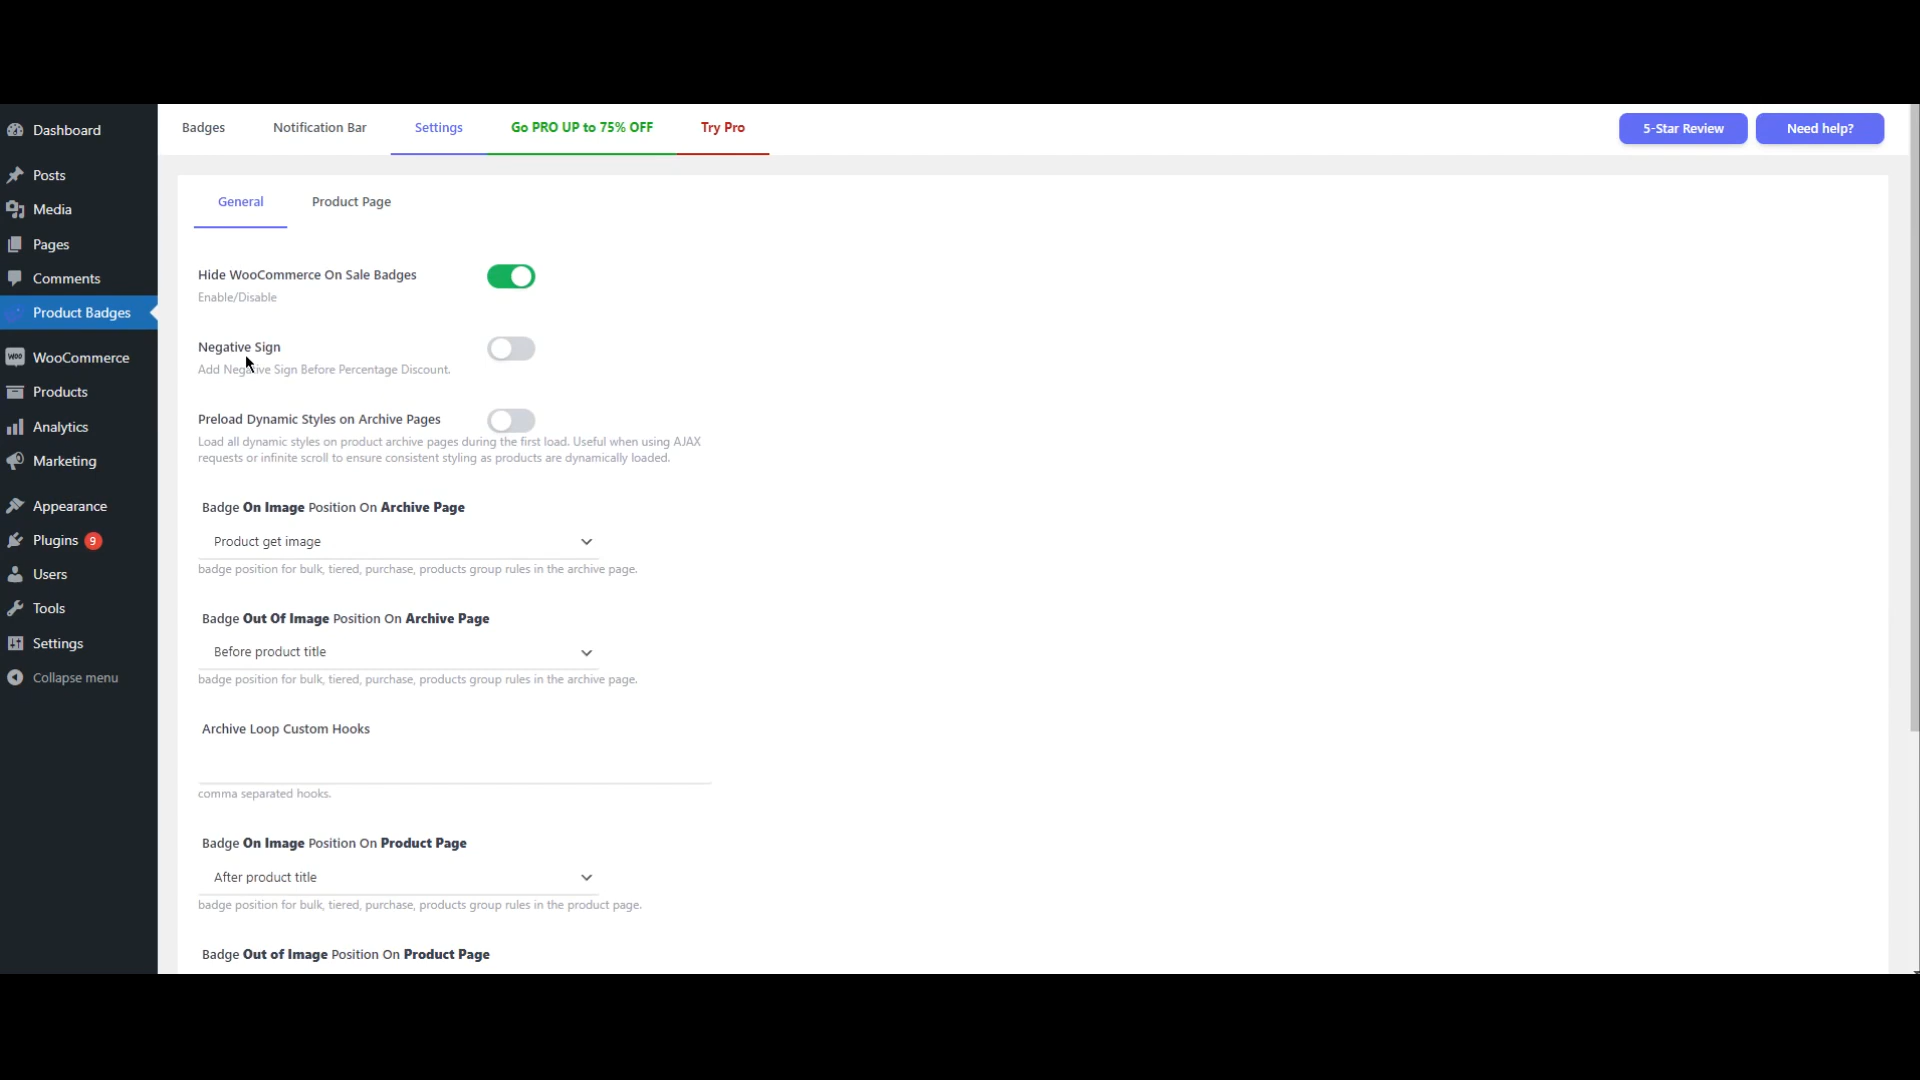 Dashboard
Posts
Media
Pages
Comments
Product Badges
woo WooCommerce
Products
Analytics
Marketing
Appearance
Plugins 9
Users
Tools
Settings
Collapse menu
Badges
Notification Bar
Settings
Go PRO UP to 75% OFF
Try Pro
5-Star Review
Need help?
General
Product Page
Hide WooCommerce On Sale Badges
Enable/Disable
Negative Sign
Add Negative Sign Before Percentage Discount.
Preload Dynamic Styles on Archive Pages
Load all dynamic styles on product archive pages during the first load. Useful when using AJAX
requests or infinite scroll to ensure consistent styling as products are dynamically loaded.
Badge On Image Position On Archive Page
Product get image
badge position for bulk, tiered, purchase, products group rules in the archive page.
Badge Out Of Image Position On Archive Page
Before product title
badge position for bulk, tiered, purchase, products group rules in the archive page.
Archive Loop Custom Hooks
comma separated hooks.
Badge On Image Position On Product Page
After product title
badge position for bulk, tiered, purchase, products group rules in the product page.
Badge Out of Image Position On Product Page